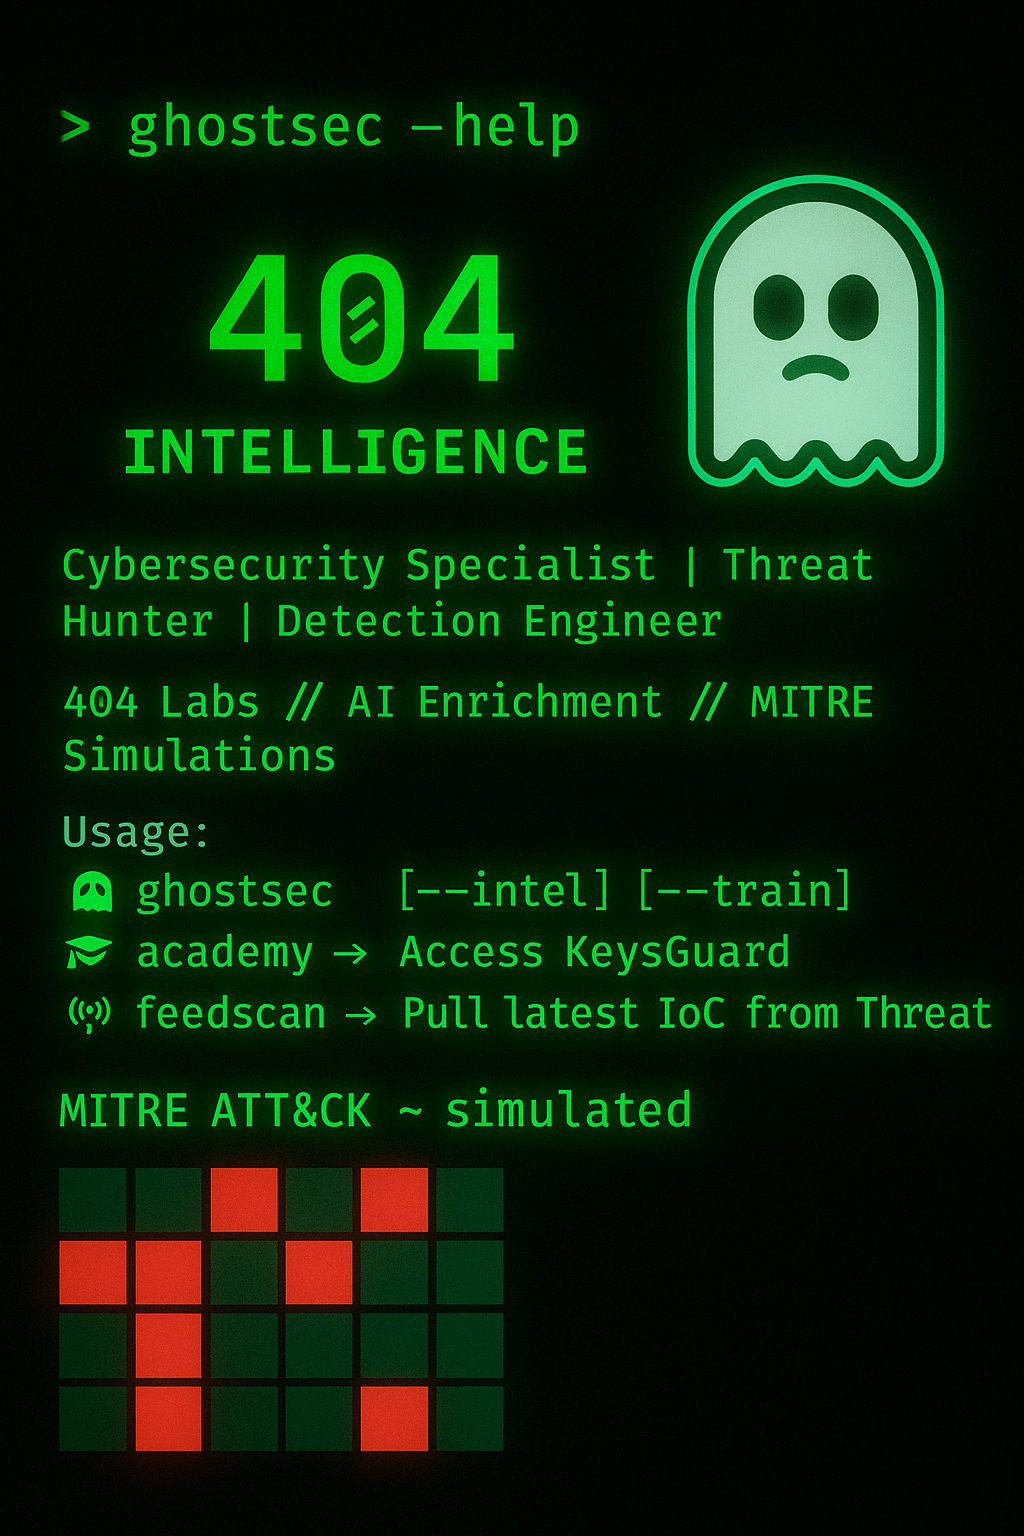 > ghostsec –help
404
INTELLIGENCE
Cybersecurity Specialist | Threat
Hunter | Detection Engineer
404 Labs // AI Enrichment // MITRE
Simulations
Usage:
ghostsec [--intel] [--train]
academy → Access KeysGuard
feedscan → Pull latest IoC from Threat
MITRE ATT&CK ~ simulated